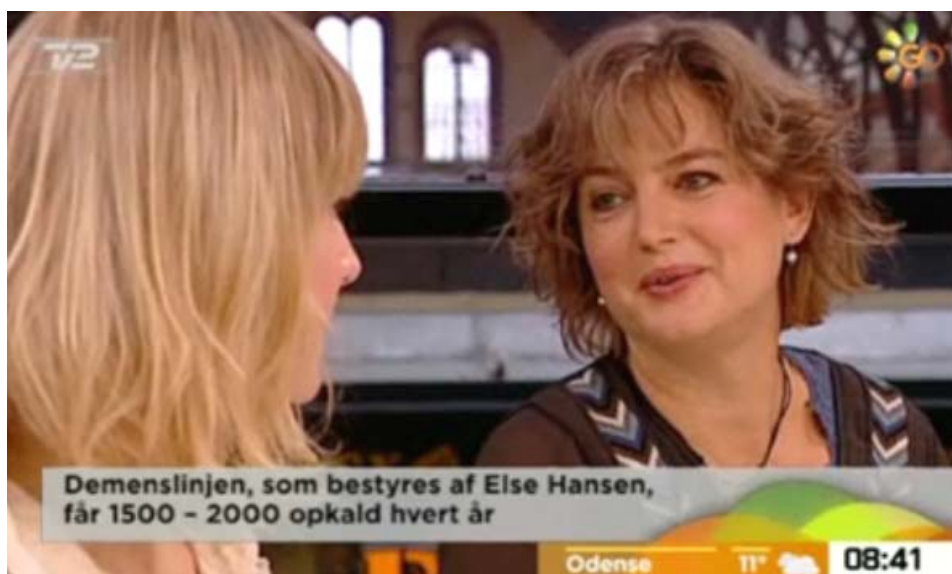 TV2
GO
Demenslinjen, som bestyres af Else Hansen,
får 1500 – 2000 opkald hvert år
Odense 11° 08:41